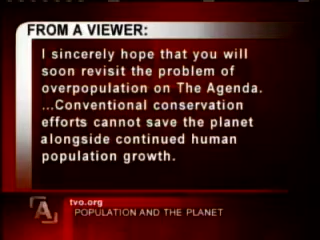 FROM A VIEWER:
I sincerely hope that you will
soon revisit the problem of
overpopulation on The Agenda.
...Conventional conservation
efforts cannot save the planet
alongside continued human
population growth.
A
tvo.org
POPULATION AND THE PLANET